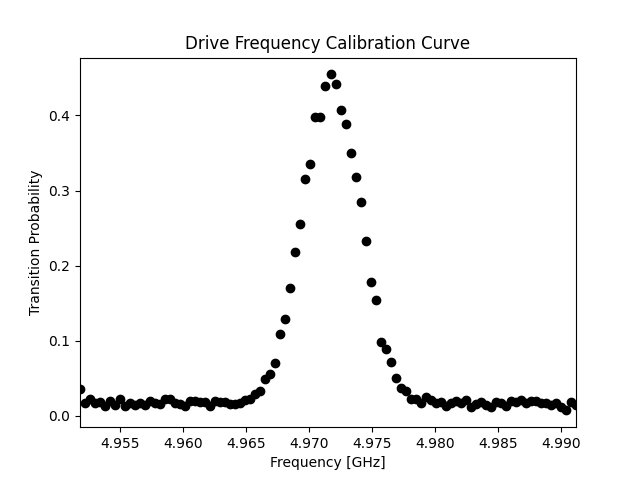 Drive Frequency Calibration Curve
Transition Probability
0.4
0.3
0.2
0.1
0.0
4.955 4.960 4.965 4.970 4.975 4.980 4.985 4.990
Frequency [GHz]